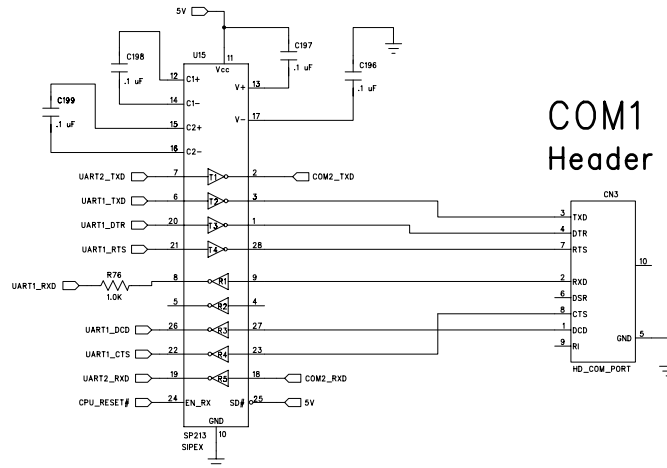 5V
U15
C197
.1 uF
C198
.1 uF
C196
.1 uF
C199
.1 uF
11
Vcc
12 C1+
V+ 13
14 C1-
15 C2+
V- 17
16 C2-
COM1
Header
CN3
UART2_TXD 7 T1 2 COM2_TXD
UART1_TXD 6 T2 3
3 TXD
UART1_DTR 20 T3 1
4 DTR
UART1_RTS 21 T4 28
7 RTS
10
R76
UART1_RXD 1.0K 8 R1 9
2 RXD
6 DSR
5 R2 4
8 CTS
UART1_DCD 26 R3 27
1 DCD
GND 5
9 RI
UART1_CTS 22 R4 23
HD_COM_PORT
UART2_RXD 19 R5 18 COM2_RXD
CPU_RESET# 24 EN_RX SD# 25 5V
GND
10
SP213
SIPEX